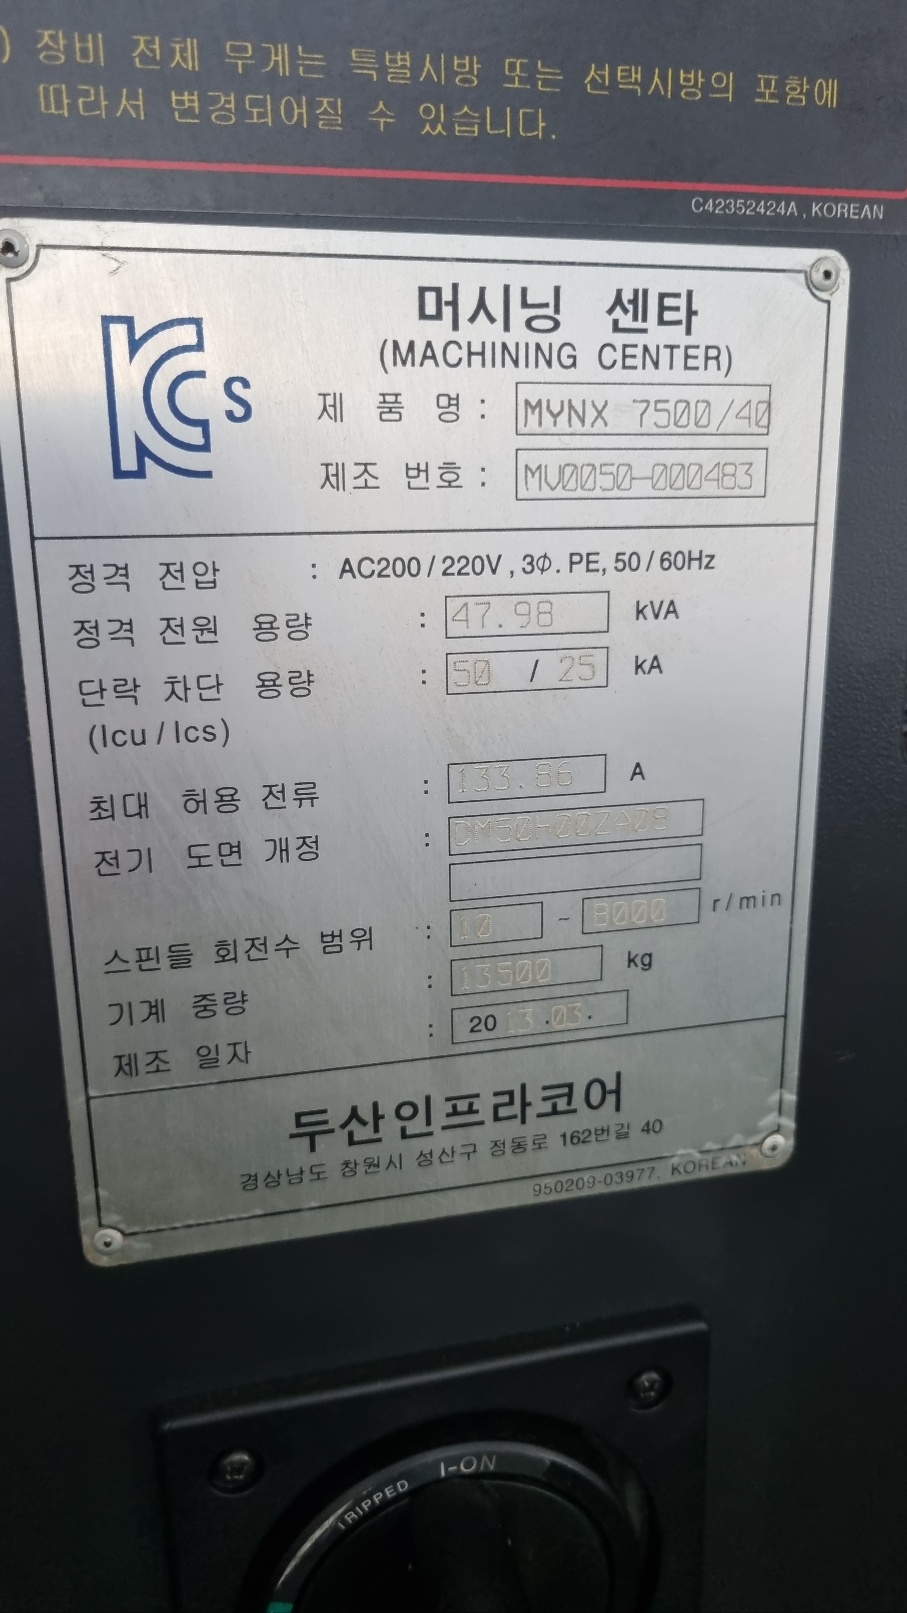 ) 장비 전체 무게는 특별시방 또는 선택시방의 포함에
따라서 변경되어질 수 있습니다.
C42352424A, KOREAN
KCs
머시닝 센타
(MACHINING CENTER)
제 품 명 : MYNX 7500/40
제조 번호 : MV0050-000483
정격 전압 : AC200/220V, 3Φ. PE, 50/60Hz
정격 전원 용량 : 47.98 kVA
단락 차단 용량 : 50 / 25 kA
(Icu/Ics)
최대 허용 전류 : 133.86 A
전기 도면 개정 :
스핀들 회전수 범위 : 10 ~ 8000 r/min
기계 중량 : 13500 kg
제조 일자 : 2013.03.
두산인프라코어
경상남도 창원시 성산구 정동로 162번길 40
950209-03977, KOREAN
TRIPPED I-ON